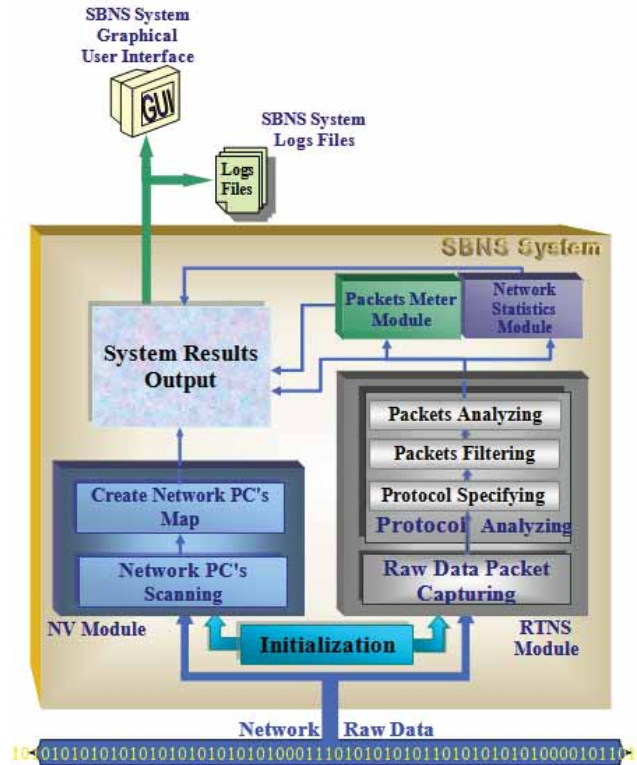 SBNS System
Graphical
User Interface
GUI
SBNS System
Logs Files
Logs
Files
SBNS System
Packets Meter
Module
Network
Statistics
Module
System Results
Output
Packets Analyzing
Packets Filtering
Protocol Specifying
Protocol Analyzing
Create Network PC's
Map
Network PC's
Scanning
Raw Data Packet
Capturing
NV Module
Initialization
RTNS
Module
Network Raw Data